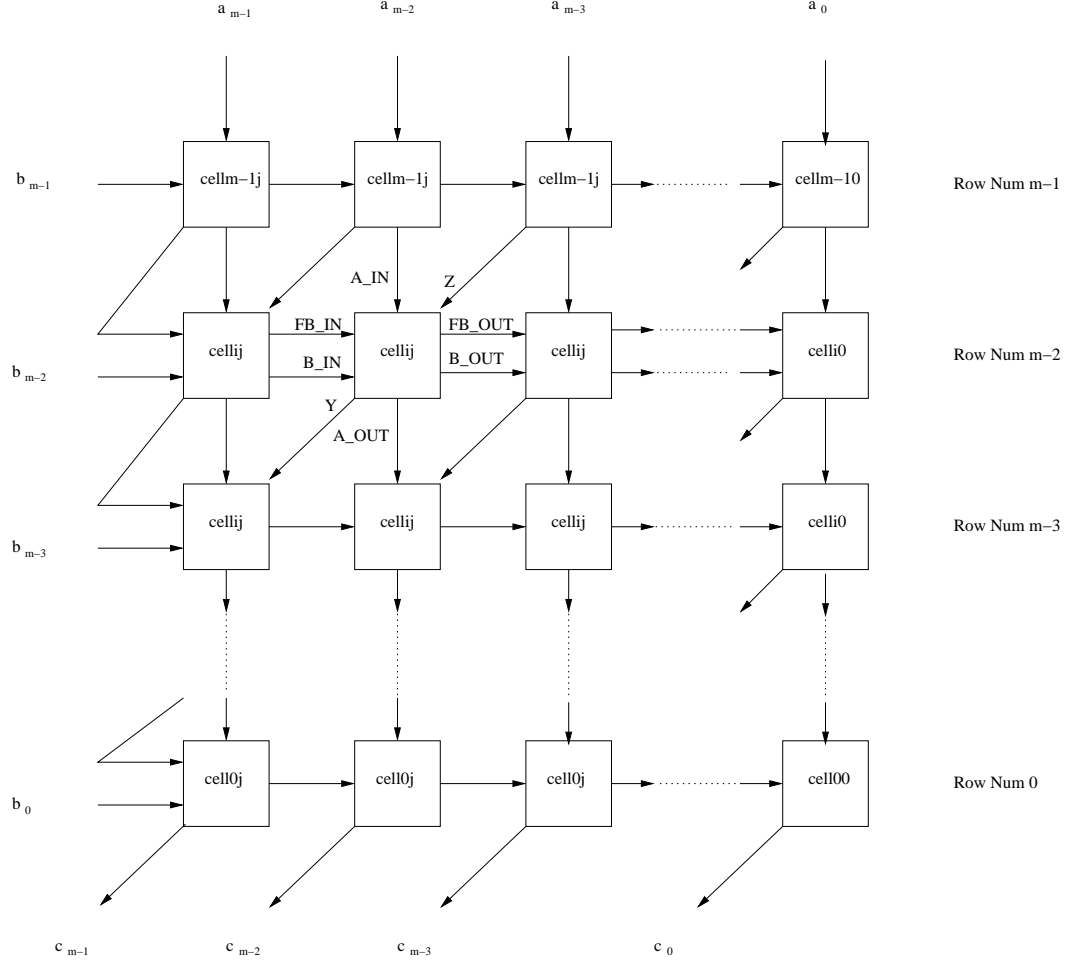 a m−1 a m−2 a m−3 a 0
b m−1 cellm−1j cellm−1j cellm−1j cellm−10 Row Num m−1
A_IN Z
FB_IN FB_OUT
b m−2 cellij B_IN cellij B_OUT cellij celli0 Row Num m−2
Y
A_OUT
b m−3 cellij cellij cellij celli0 Row Num m−3
b 0 cell0j cell0j cell0j cell00 Row Num 0
c m−1 c m−2 c m−3 c 0